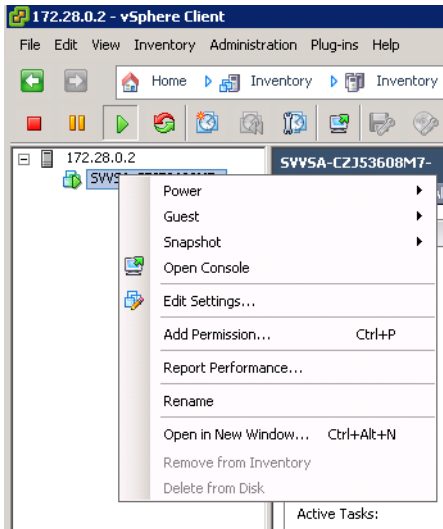 172.28.0.2 - vSphere Client
File Edit View Inventory Administration Plug-ins Help
Home Inventory Inventory
172.28.0.2
SVVSA-CZJ53608M7-
Power
Guest
Snapshot
Open Console
Edit Settings...
Add Permission... Ctrl+P
Report Performance...
Rename
Open in New Window... Ctrl+Alt+N
Remove from Inventory
Delete from Disk
Active Tasks: